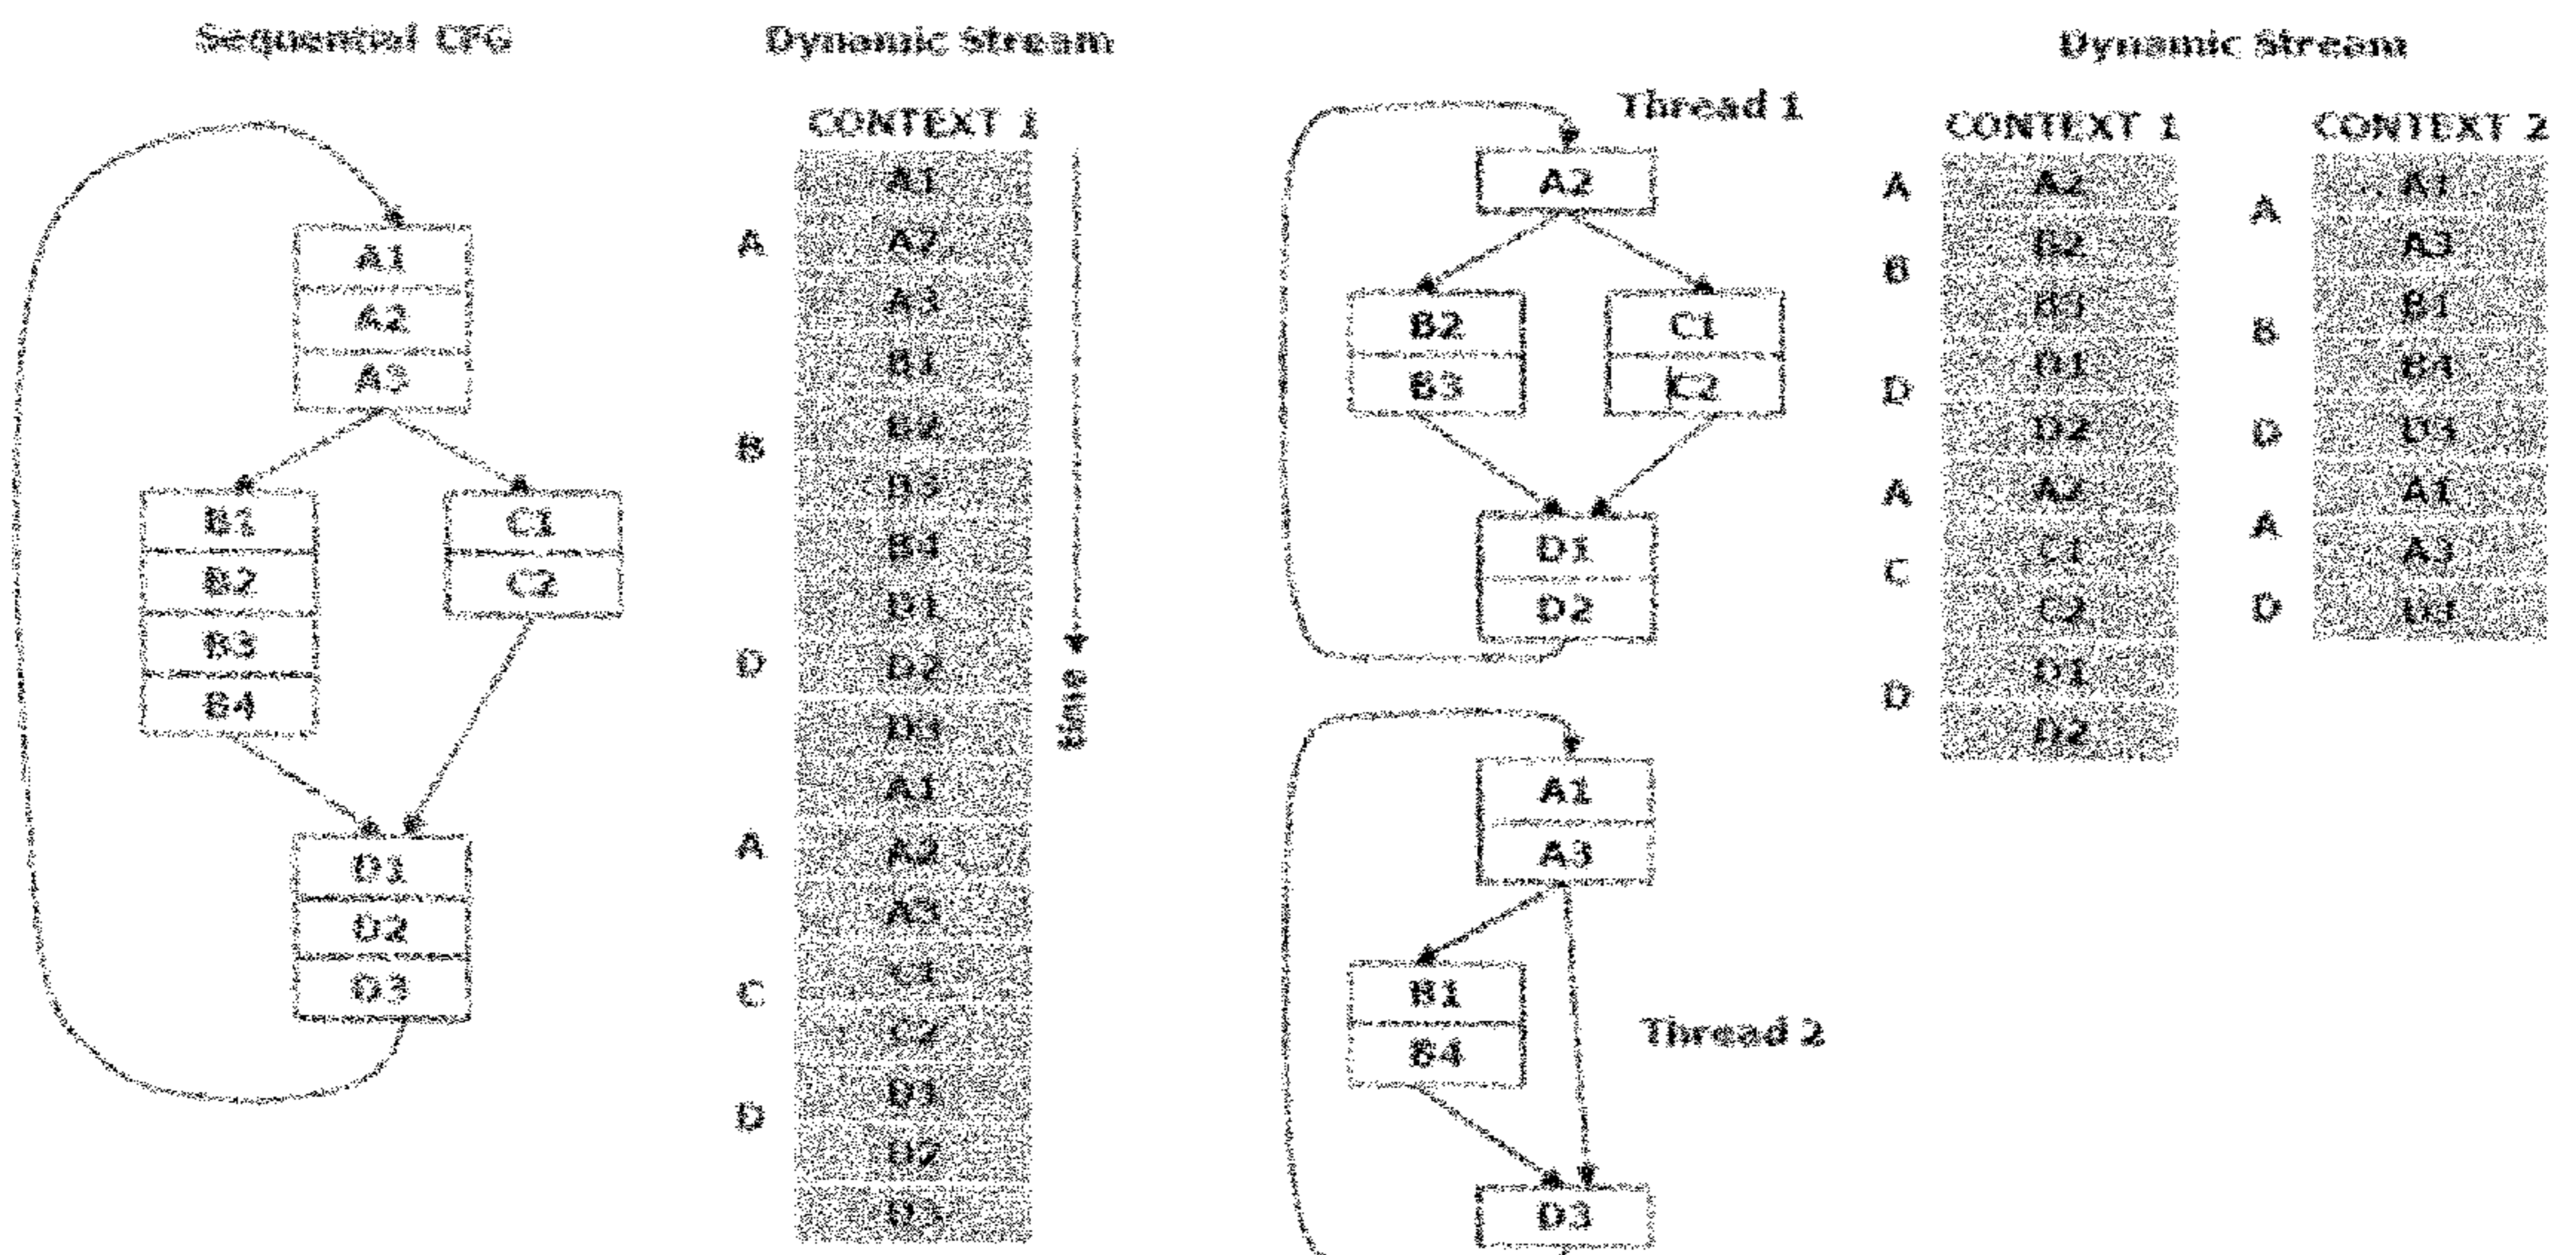 Sequential CFG
A1
A2
A3
B1
B2
B3
B4
C1
C2
D1
D2
D3
Dynamic Stream
CONTEXT 1
A
B
D
A
C
D
A1
A2
A3
B1
B2
B3
B4
D1
D2
D3
A1
A2
A3
C1
C2
D1
D2
D3
time
Thread 1
A2
B2
B3
C1
C2
D1
D2
A1
A3
B1
B4
Thread 2
D3
Dynamic Stream
CONTEXT 1
A
B
D
A
C
D
A2
B2
B3
D1
D2
A2
C1
C2
D1
D2
CONTEXT 2
A
B
D
A
D
A1
A3
B1
B4
D3
A1
A3
D3